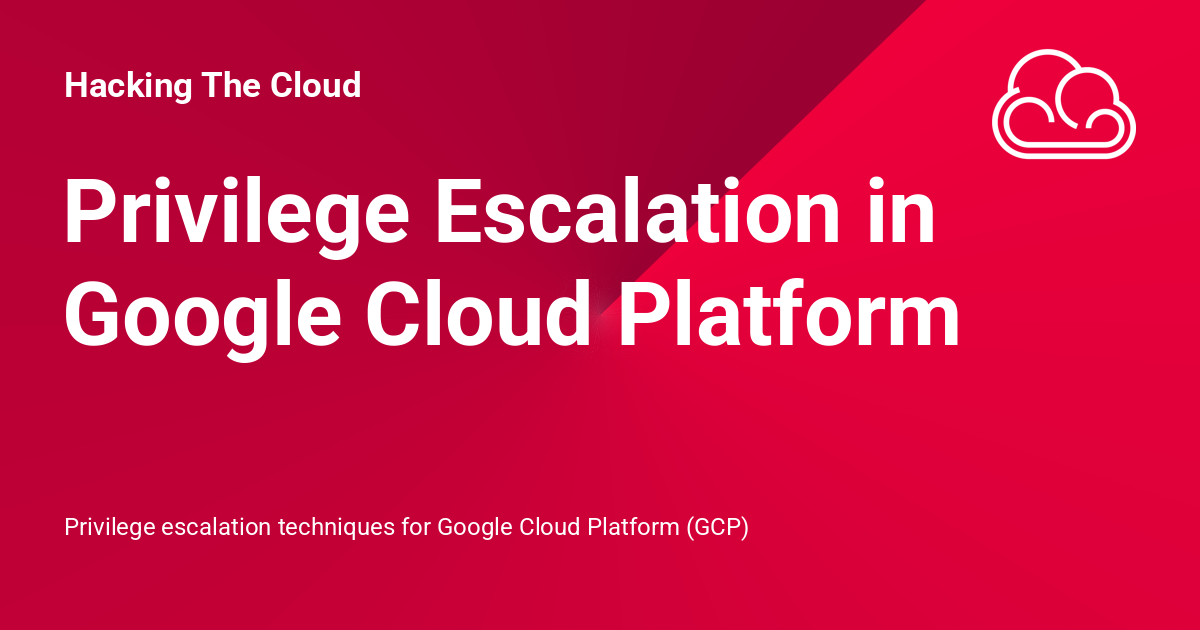 Hacking The Cloud
Privilege Escalation in
Google Cloud Platform
Privilege escalation techniques for Google Cloud Platform (GCP)